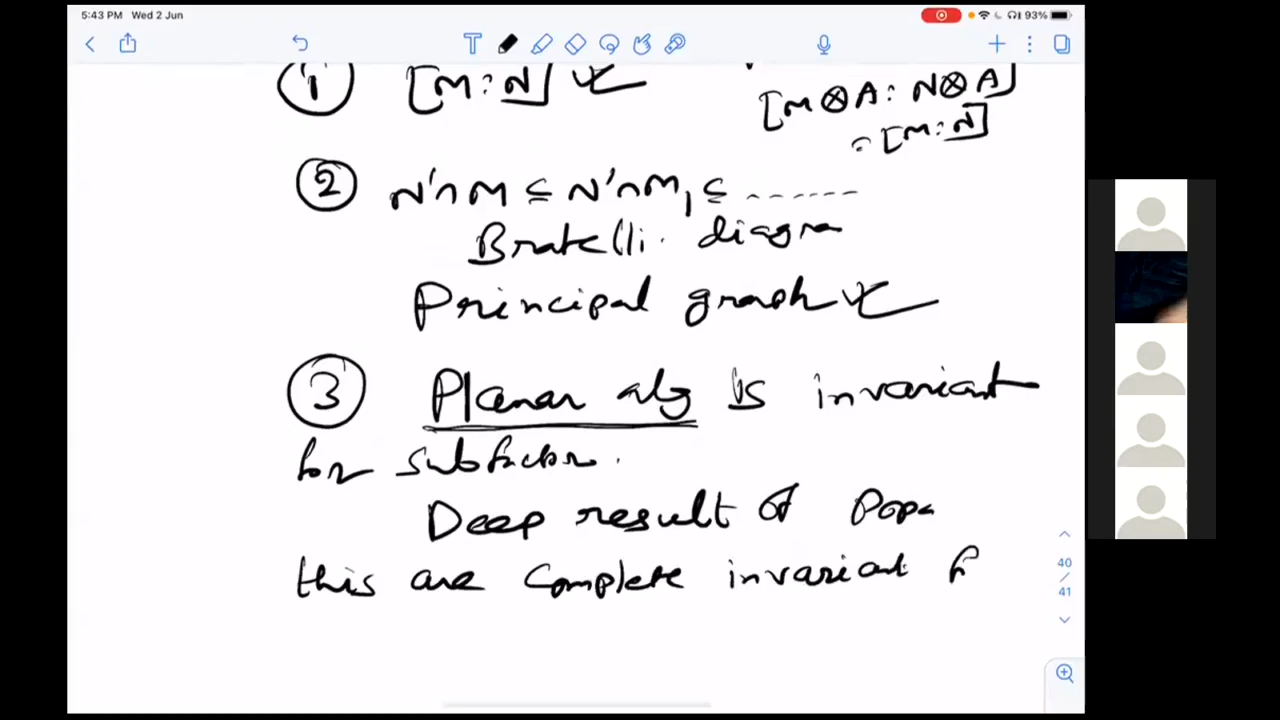 5:43 PM Wed 2 Jun
93%
① [M:N]
[M⊗A: N⊗A]
= [M:N]
② N'∩M ⊆ N'∩M₁ ⊆ ------
Bratelli. diagra
Principal graph
③ Planar alg is invariant
for subfactor.
Deep result of Popa
this are complete invariant f
40
/
41